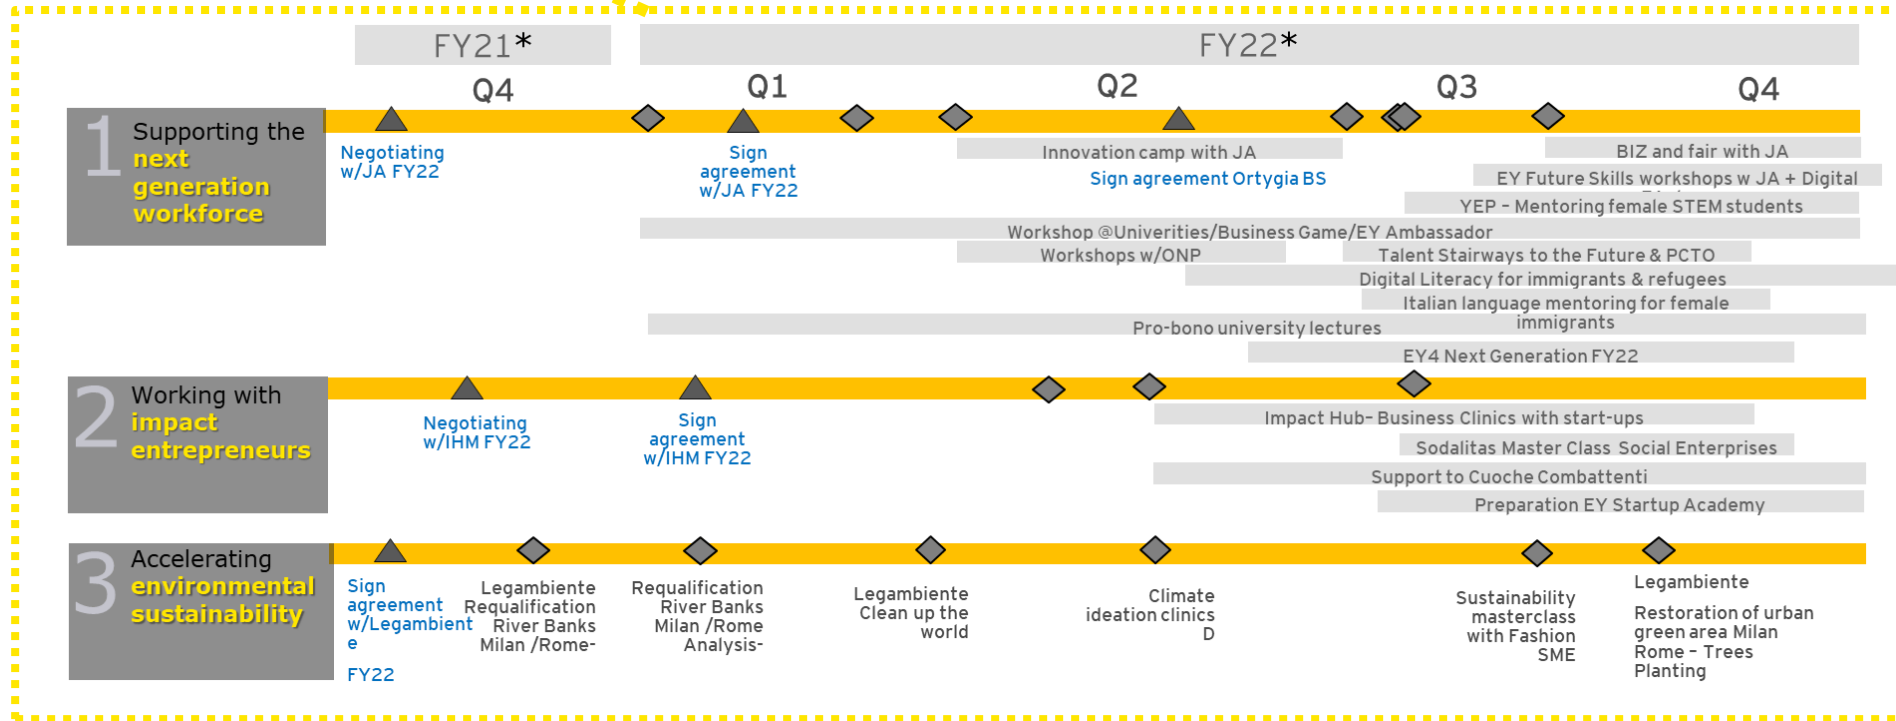 FY21*
FY22*
Q4
Q1
Q2
Q3
Q4
1
Supporting the
next
generation
workforce
Negotiating
w/JA FY22
Sign
agreement
w/JA FY22
Innovation camp with JA
Sign agreement Ortygia BS
BIZ and fair with JA
EY Future Skills workshops w JA + Digital
YEP – Mentoring female STEM students
Workshop @Univerities/Business Game/EY Ambassador
Workshops w/ONP
Talent Stairways to the Future & PCTO
Digital Literacy for immigrants & refugees
Italian language mentoring for female
immigrants
Pro-bono university lectures
EY4 Next Generation FY22
2
Working with
impact
entrepreneurs
Negotiating
w/IHM FY22
Sign
agreement
w/IHM FY22
Impact Hub– Business Clinics with start-ups
Sodalitas Master Class Social Enterprises
Support to Cuoche Combattenti
Preparation EY Startup Academy
3
Accelerating
environmental
sustainability
Sign
agreement
w/Legambient
e
FY22
Legambiente
Requalification
River Banks
Milan /Rome-
Requalification
River Banks
Milan /Rome
Analysis-
Legambiente
Clean up the
world
Climate
ideation clinics
D
Sustainability
masterclass
with Fashion
SME
Legambiente
Restoration of urban
green area Milan
Rome – Trees
Planting